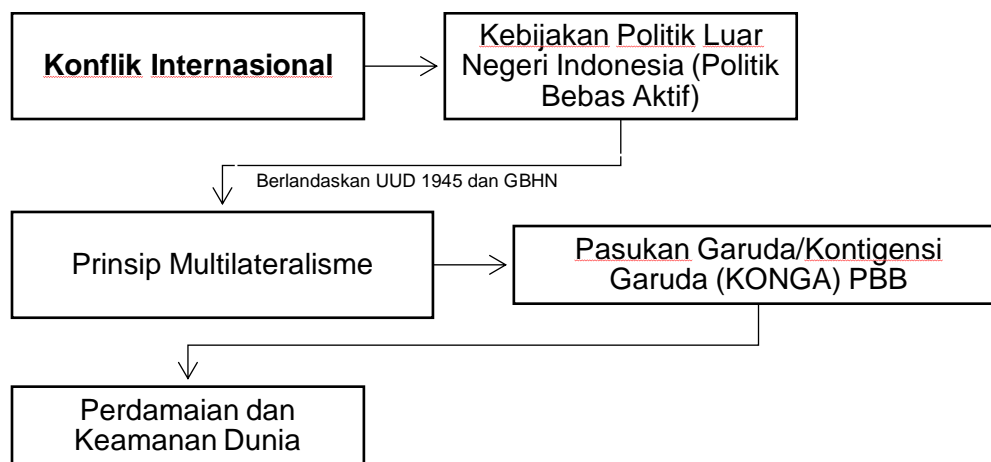 Konflik Internasional
Kebijakan Politik Luar
Negeri Indonesia (Politik
Bebas Aktif)
Berlandaskan UUD 1945 dan GBHN
Prinsip Multilateralisme
Pasukan Garuda/Kontigensi
Garuda (KONGA) PBB
Perdamaian dan
Keamanan Dunia